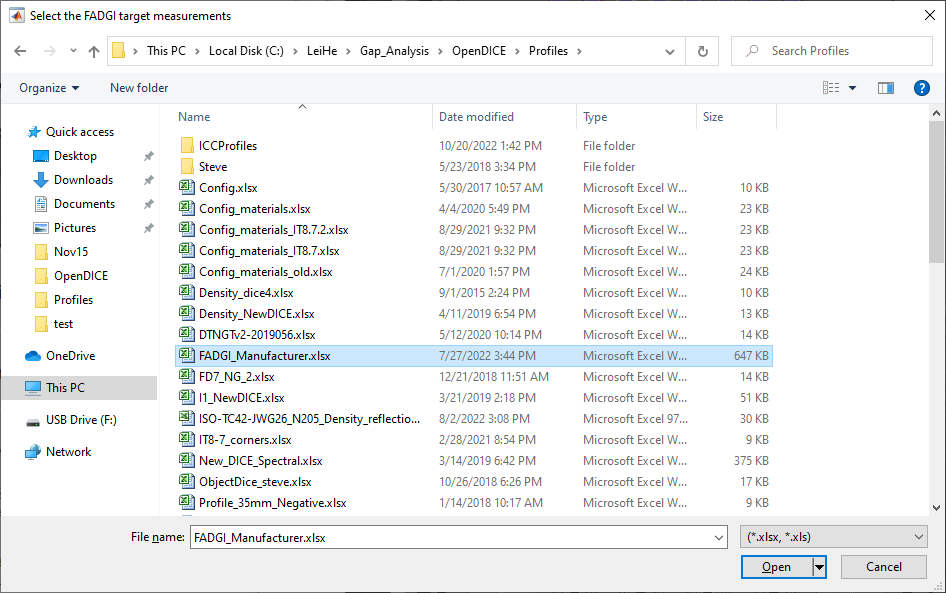 Select the FADGI target measurements
This PC > Local Disk (C:) > LeiHe > Gap_Analysis > OpenDICE > Profiles >
Search Profiles
Organize
New folder
Quick access
Desktop
Downloads
Documents
Pictures
Nov15
OpenDICE
Profiles
test
OneDrive
This PC
USB Drive (F:)
Network
Name Date modified Type Size
ICCProfiles 10/20/2022 1:42 PM File folder
Steve 5/23/2018 3:34 PM File folder
Config.xlsx 5/30/2017 10:57 AM Microsoft Excel W... 10 KB
Config_materials.xlsx 4/4/2020 5:49 PM Microsoft Excel W... 23 KB
Config_materials_IT8.7.2.xlsx 8/29/2021 9:32 PM Microsoft Excel W... 23 KB
Config_materials_IT8.7.xlsx 8/29/2021 9:32 PM Microsoft Excel W... 23 KB
Config_materials_old.xlsx 7/1/2020 1:57 PM Microsoft Excel W... 24 KB
Density_dice4.xlsx 9/1/2015 2:24 PM Microsoft Excel W... 10 KB
Density_NewDICE.xlsx 4/11/2019 6:54 PM Microsoft Excel W... 13 KB
DTNGTv2-2019056.xlsx 5/12/2020 10:14 PM Microsoft Excel W... 14 KB
FADGI_Manufacturer.xlsx 7/27/2022 3:44 PM Microsoft Excel W... 647 KB
FD7_NG_2.xlsx 12/21/2018 11:51 AM Microsoft Excel W... 14 KB
I1_NewDICE.xlsx 3/21/2019 2:18 PM Microsoft Excel W... 51 KB
ISO-TC42-JWG26_N205_Density_reflectio... 8/2/2022 3:08 PM Microsoft Excel 97... 30 KB
IT8-7_corners.xlsx 2/28/2021 8:54 PM Microsoft Excel W... 9 KB
New_DICE_Spectral.xlsx 3/14/2019 6:42 PM Microsoft Excel W... 375 KB
ObjectDice_steve.xlsx 10/26/2018 6:26 PM Microsoft Excel W... 17 KB
Profile_35mm_Negative.xlsx 1/14/2018 10:17 AM Microsoft Excel W... 9 KB
File name: FADGI_Manufacturer.xlsx
(*.xlsx, *.xls)
Open
Cancel